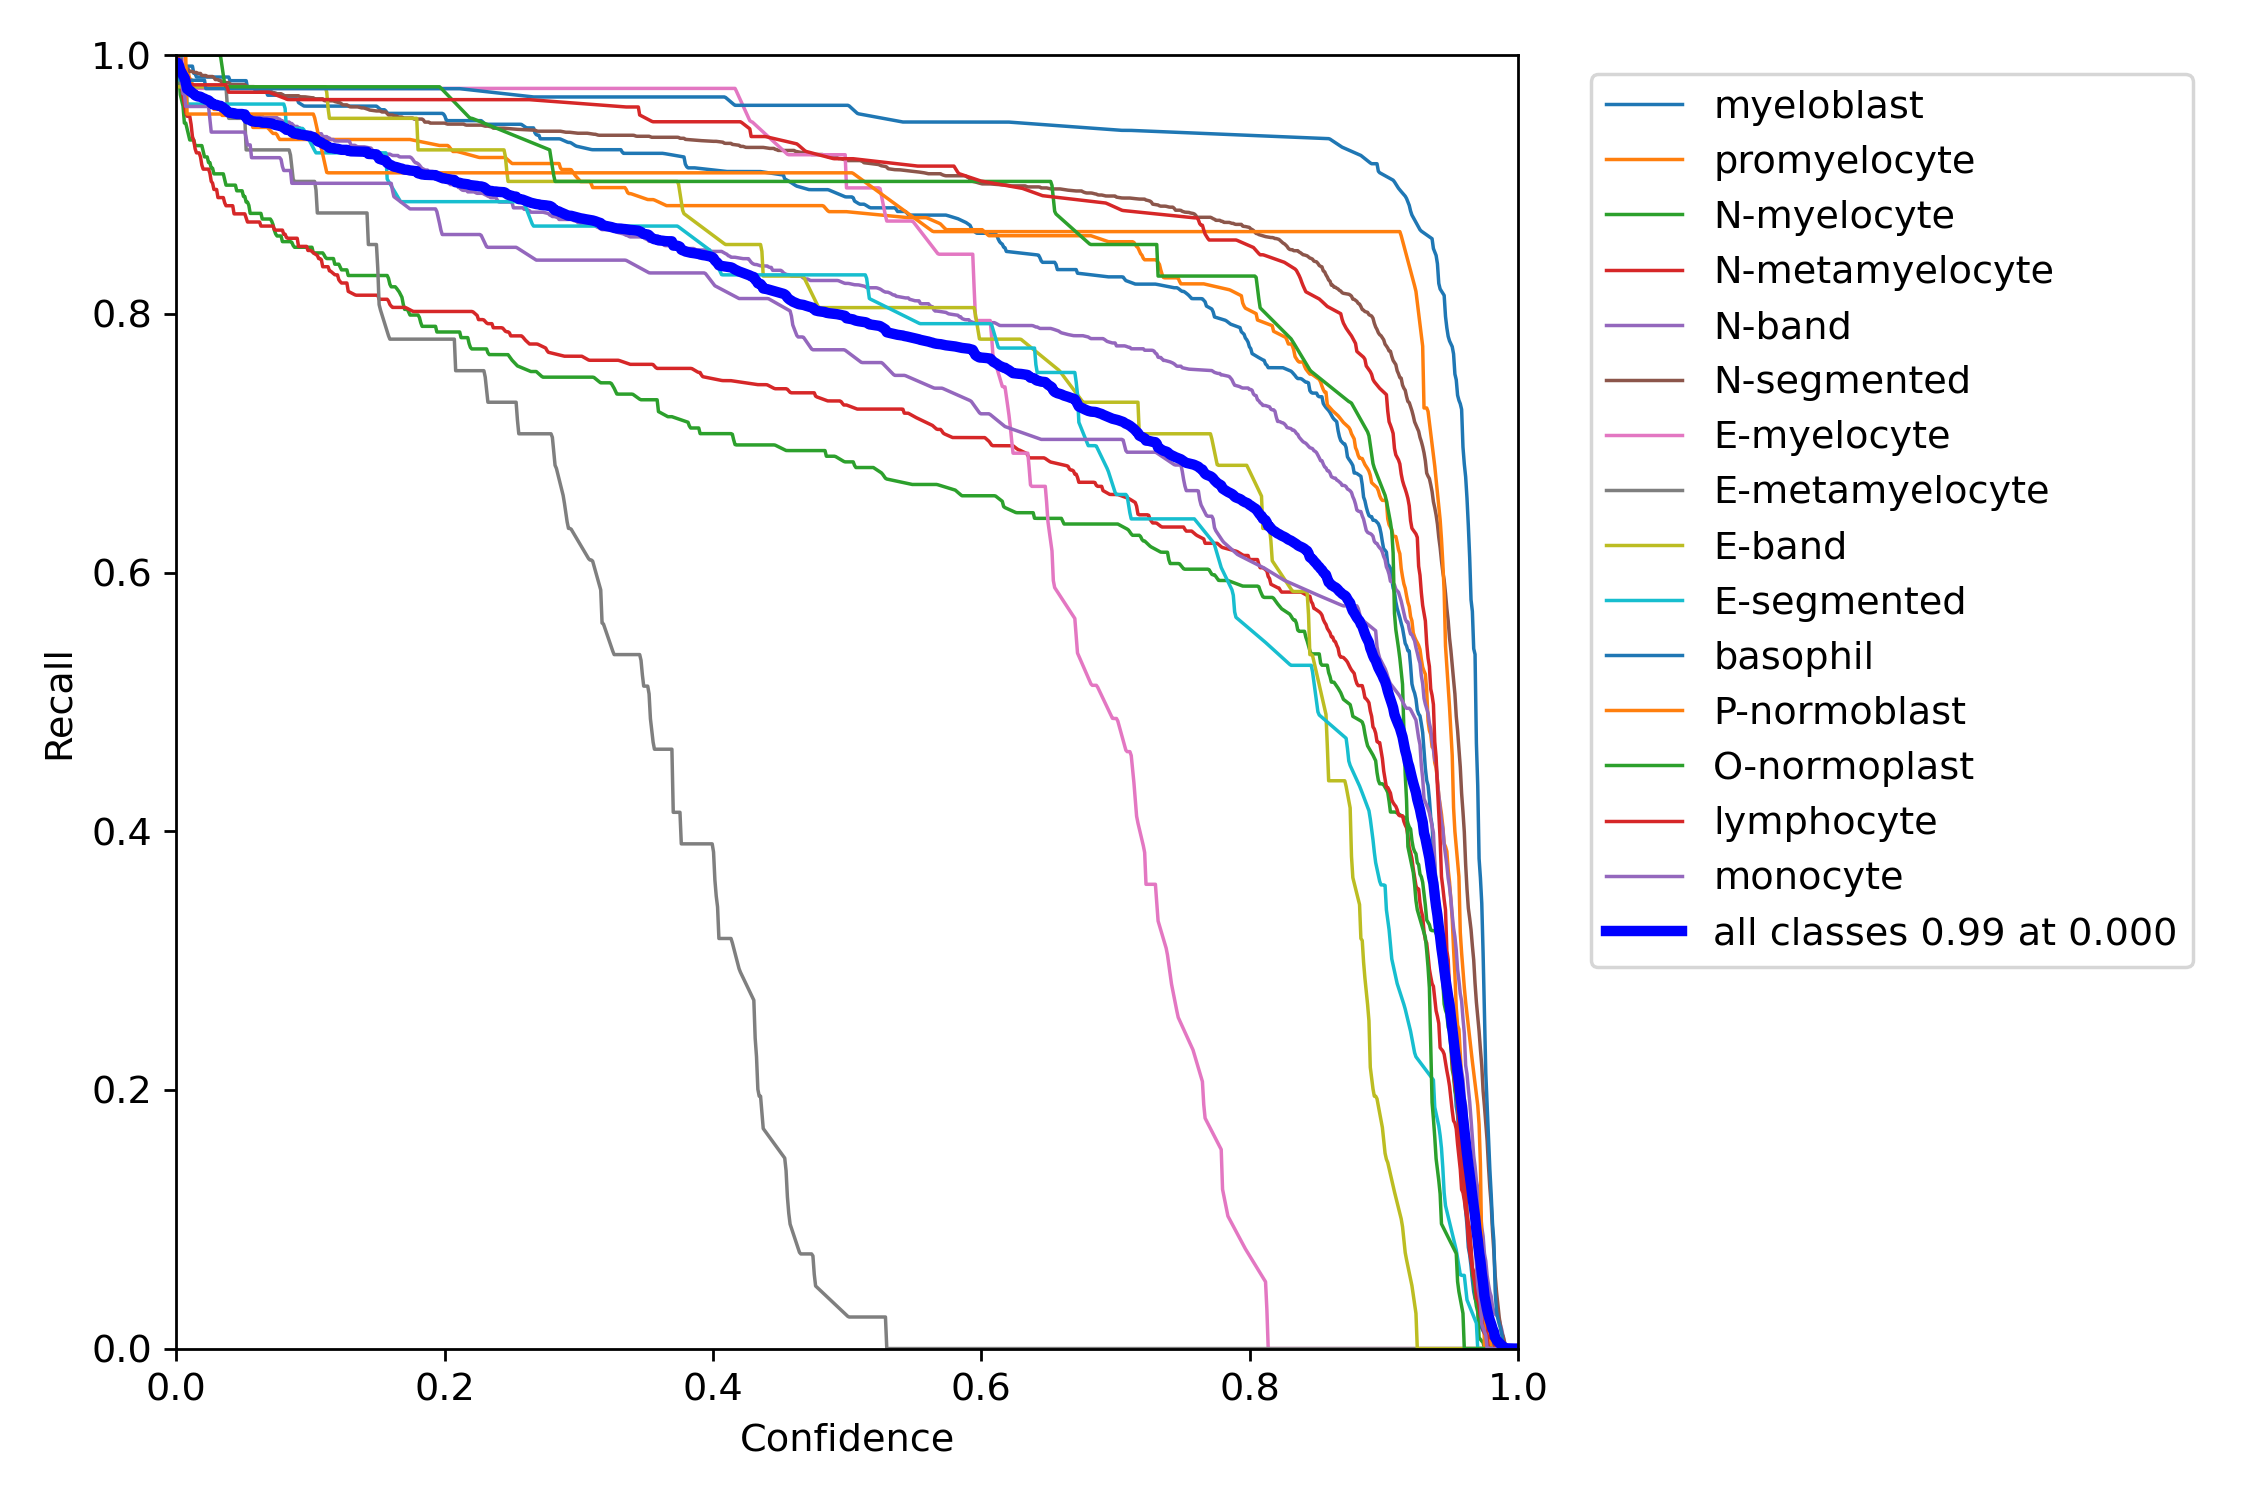 1.0
0.8
0.6
0.4
0.2
0.0
Recall
0.0 0.2 0.4 0.6 0.8 1.0
Confidence
myeloblast
promyelocyte
N-myelocyte
N-metamyelocyte
N-band
N-segmented
E-myelocyte
E-metamyelocyte
E-band
E-segmented
basophil
P-normoblast
O-normoplast
lymphocyte
monocyte
all classes 0.99 at 0.000